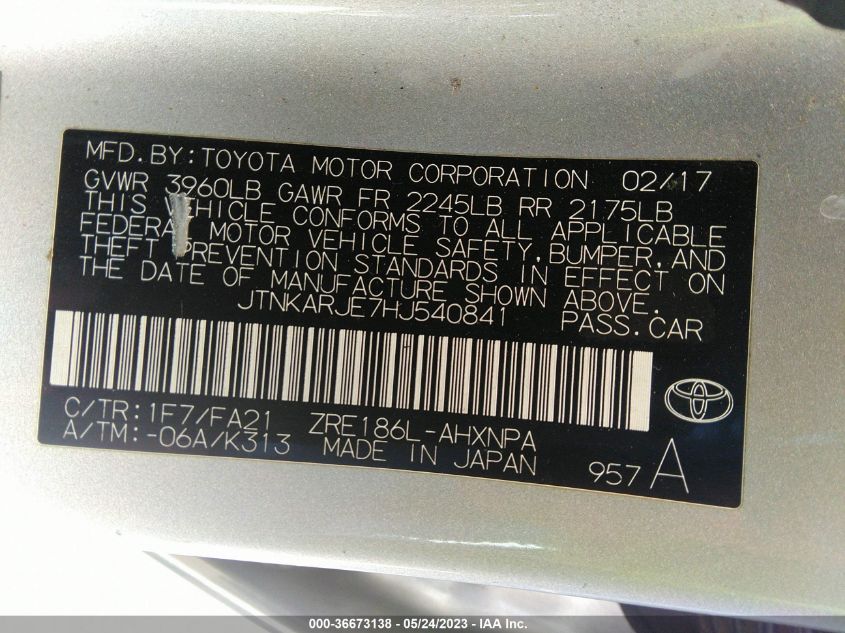 MFD.BY:TOYOTA MOTOR CORPORATION 02/17
GVWR 3960LB GAWR FR 2245LB RR 2175LB
THIS VEHICLE CONFORMS TO ALL APPLICABLE
FEDERAL MOTOR VEHICLE SAFETY,BUMPER,AND
THEFT PREVENTION STANDARDS IN EFFECT ON
THE DATE OF MANUFACTURE SHOWN ABOVE.
JTNKARJE7HJ540841 PASS.CAR
C/TR:1F7/FA21 ZRE186L-AHXNPA
A/TM:-06A/K313 MADE IN JAPAN 957 A
000-36673138 - 05/24/2023 - IAA Inc.